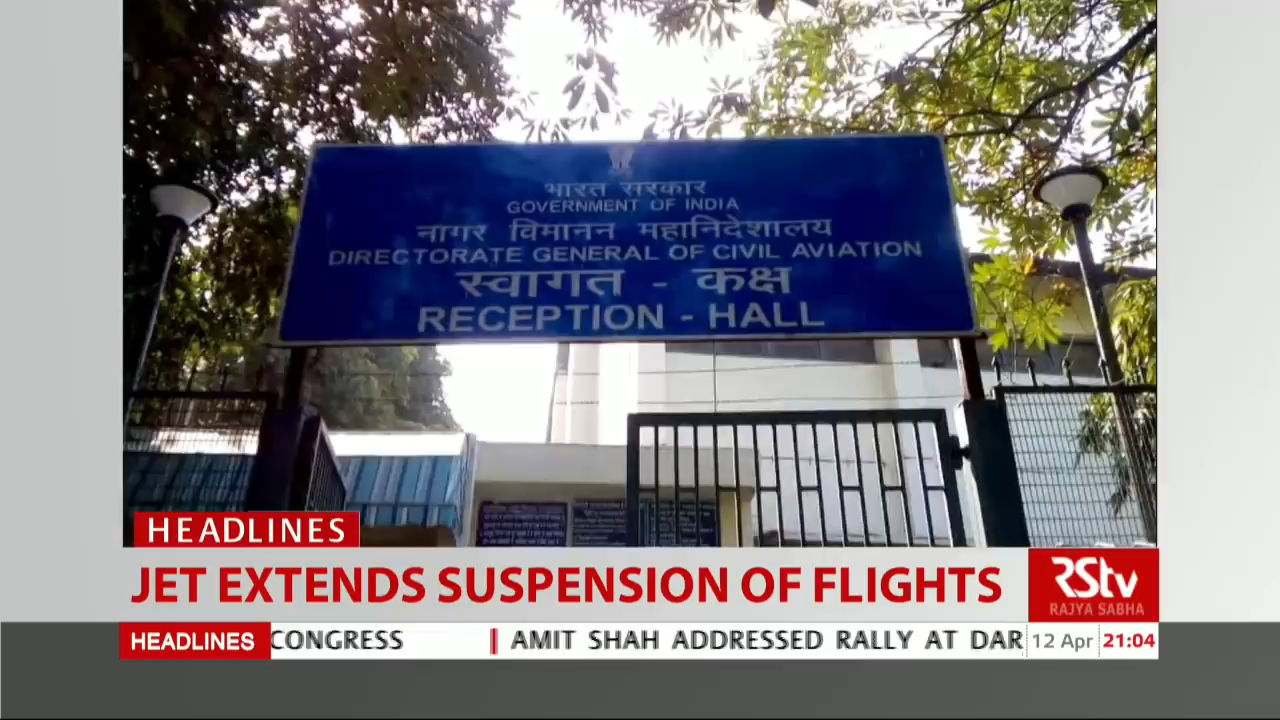 भारत सरकार
GOVERNMENT OF INDIA
नागर विमानन महानिदेशालय
DIRECTORATE GENERAL OF CIVIL AVIATION
स्वागत - कक्ष
RECEPTION - HALL
HEADLINES
JET EXTENDS SUSPENSION OF FLIGHTS
RStv
RAJYA SABHA
HEADLINES CONGRESS | AMIT SHAH ADDRESSED RALLY AT DAR 12 Apr 21:04